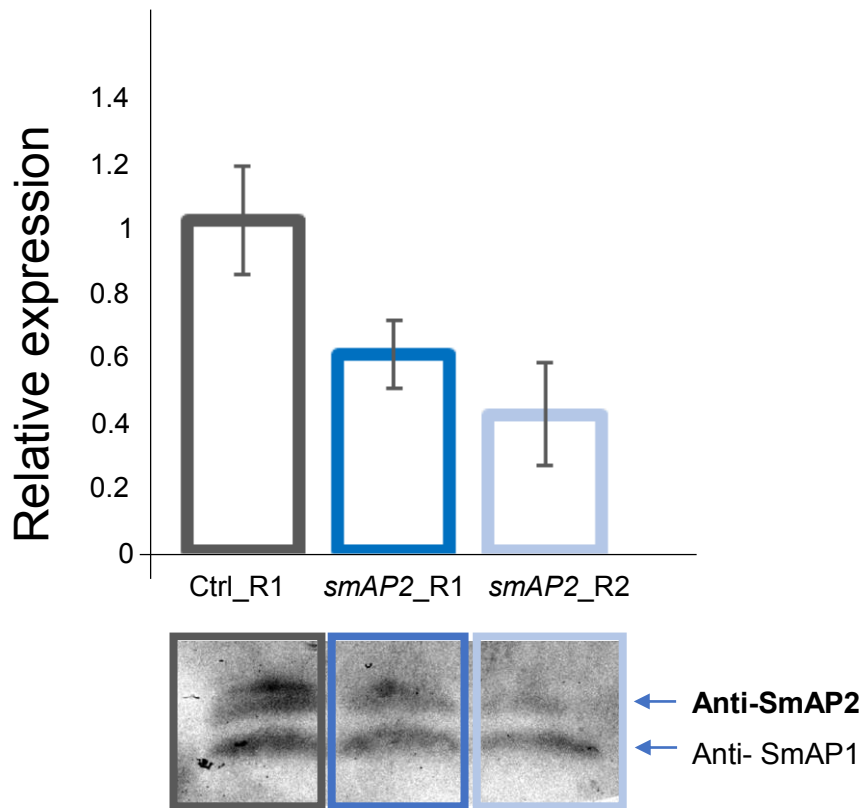 Relative expression
1.4
1.2
1
0.8
0.6
0.4
0.2
0
Ctrl_R1 smAP2_R1 smAP2_R2
Anti-SmAP2
Anti- SmAP1